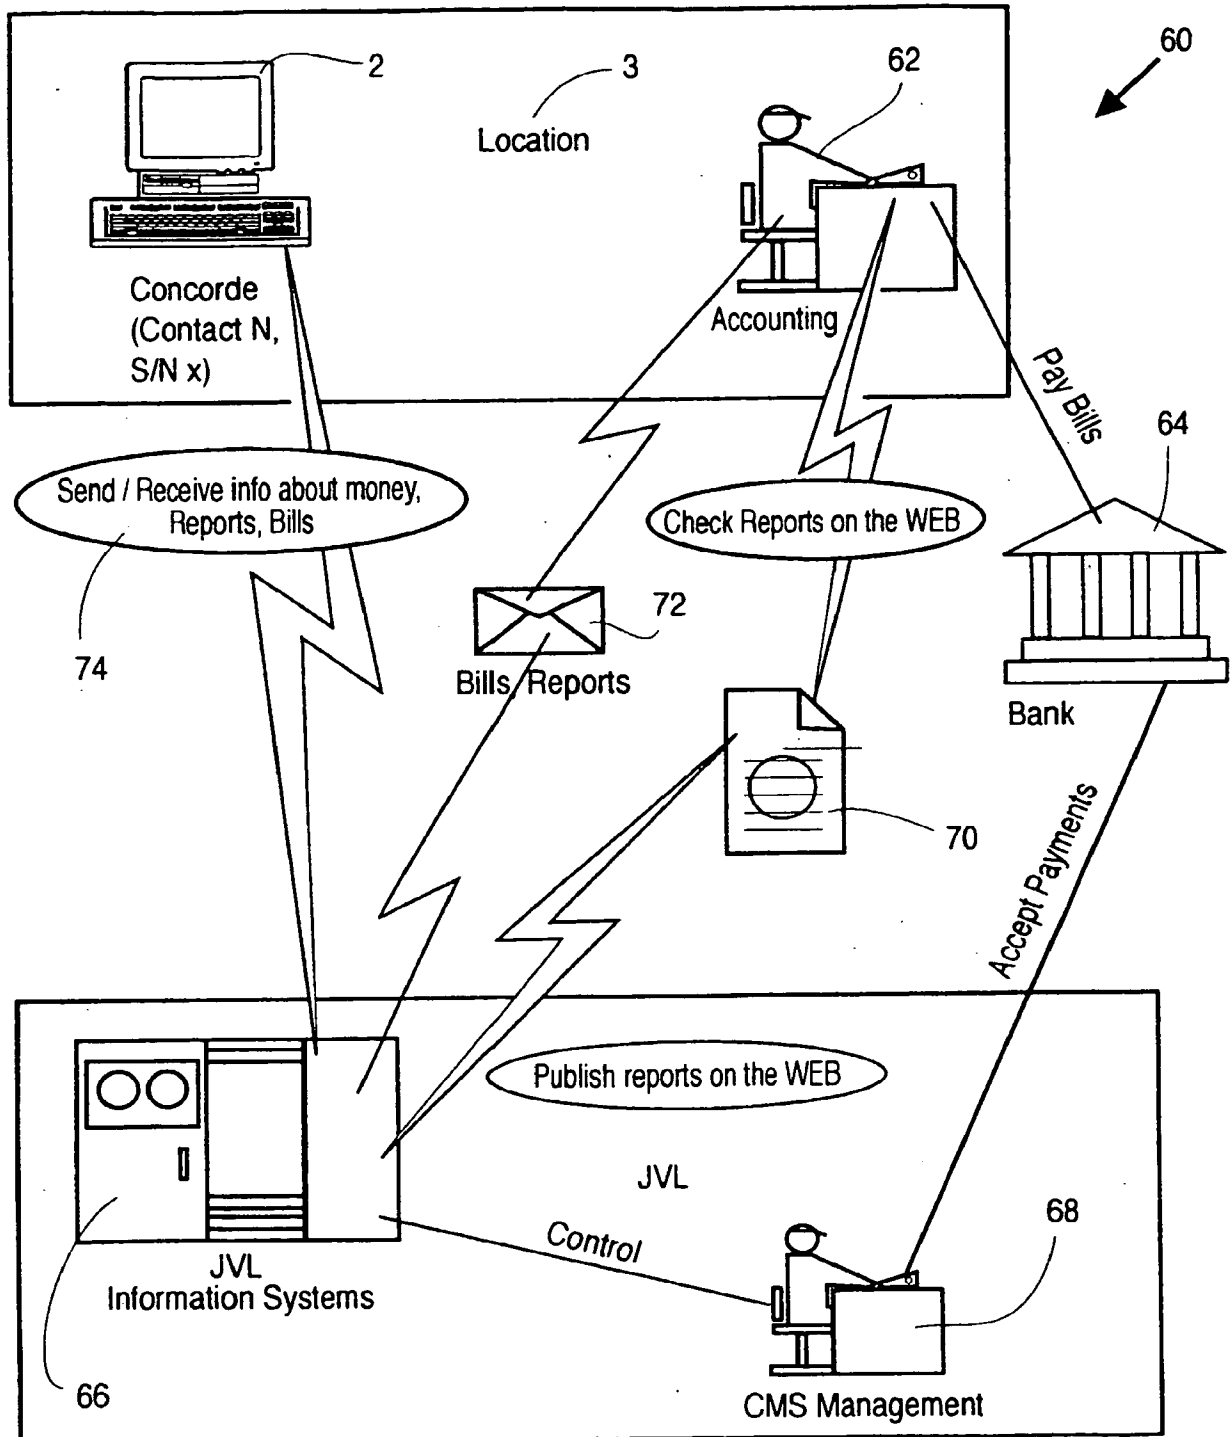 60
2
3
62
Location
Concorde
(Contact N,
S/N x)
Accounting
Pay Bills
64
Send / Receive info about money,
Reports, Bills
Check Reports on the WEB
74
72
Bills, Reports
Bank
70
Accept Payments
Publish reports on the WEB
JVL
Control
68
JVL
Information Systems
66
CMS Management